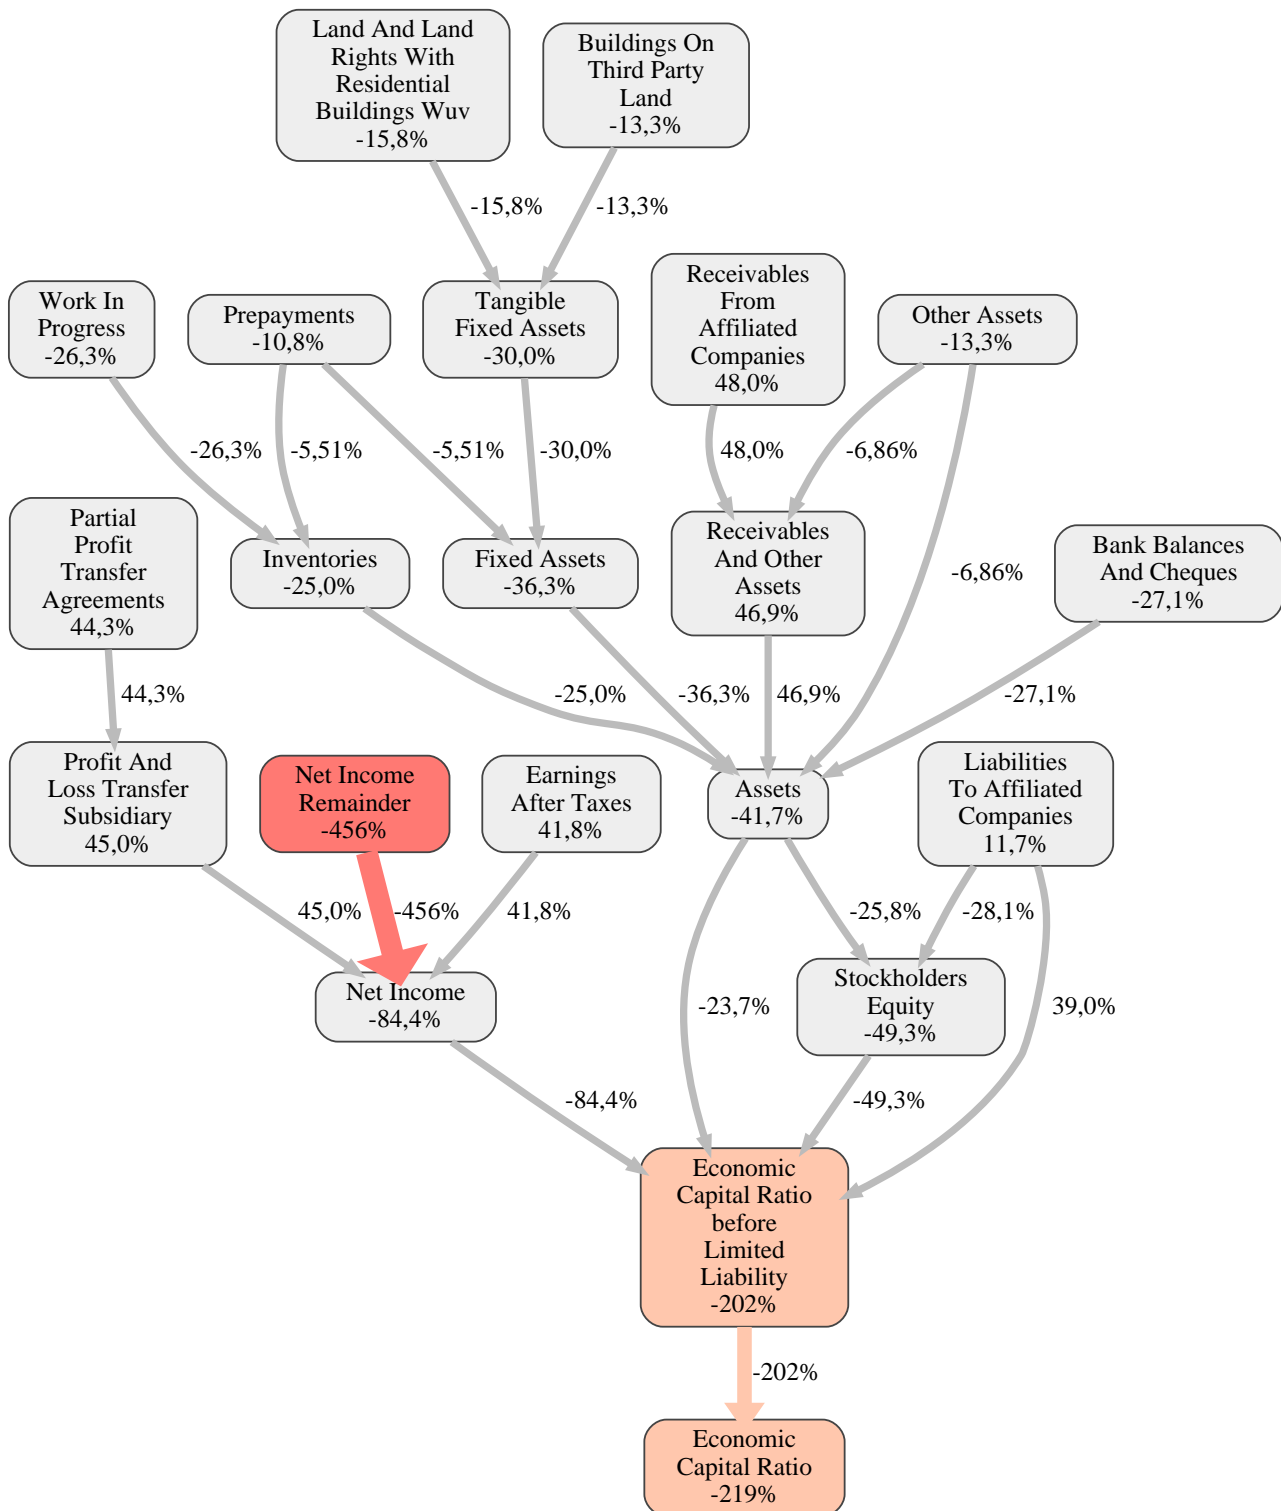 Land And Land
Rights With
Residential
Buildings Wuv
-15,8%
Buildings On
Third Party
Land
-13,3%
-15,8%
-13,3%
Work In
Progress
-26,3%
Prepayments
-10,8%
Tangible
Fixed Assets
-30,0%
Receivables
From
Affiliated
Companies
48,0%
Other Assets
-13,3%
-26,3%
-5,51%
-5,51%
-30,0%
48,0%
-6,86%
Partial
Profit
Transfer
Agreements
44,3%
Inventories
-25,0%
Fixed Assets
-36,3%
Receivables
And Other
Assets
46,9%
-6,86%
Bank Balances
And Cheques
-27,1%
44,3%
-25,0%
-36,3%
46,9%
-27,1%
Profit And
Loss Transfer
Subsidiary
45,0%
Net Income
Remainder
-456%
Earnings
After Taxes
41,8%
Assets
-41,7%
Liabilities
To Affiliated
Companies
11,7%
45,0%
-456%
41,8%
-25,8%
-28,1%
Net Income
-84,4%
-23,7%
Stockholders
Equity
-49,3%
39,0%
-84,4%
-49,3%
Economic
Capital Ratio
before
Limited
Liability
-202%
-202%
Economic
Capital Ratio
-219%